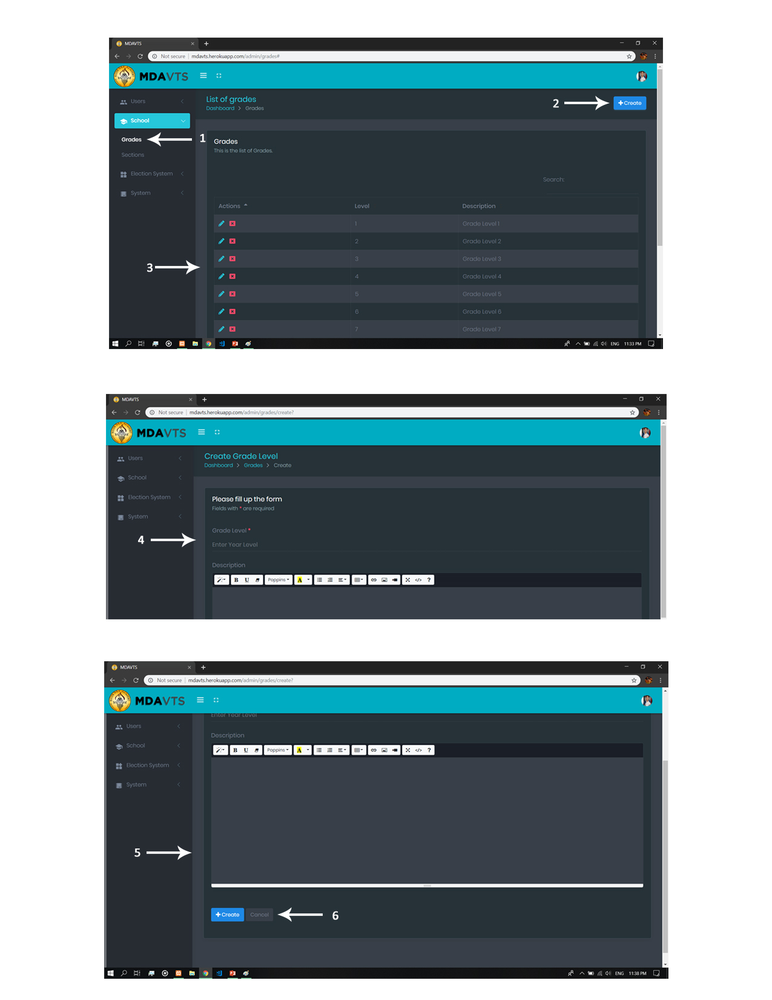 MDAVTS
Not secure | mdavts.herokuapp.com/admin/grades#
MDAVTS
Users
School
Grades
Sections
Election System
System
1
List of grades
Dashboard > Grades
2
+Create
Grades
This is the list of Grades.
Search:
Actions Level Description
1 Grade Level 1
2 Grade Level 2
3 Grade Level 3
4 Grade Level 4
5 Grade Level 5
6 Grade Level 6
7 Grade Level 7
3
ENG 11:33 PM
MDAVTS
Not secure | mdavts.herokuapp.com/admin/grades/create?
MDAVTS
Users
School
Election System
System
4
Create Grade Level
Dashboard > Grades > Create
Please fill up the form
Fields with * are required
Grade Level *
Enter Year Level
Description
B U Poppins A </> ?
MDAVTS
Not secure | mdavts.herokuapp.com/admin/grades/create?
MDAVTS
Users
School
Election System
System
5
Enter Year Level
Description
B U Poppins A </> ?
+Create Cancel
6
ENG 11:38 PM